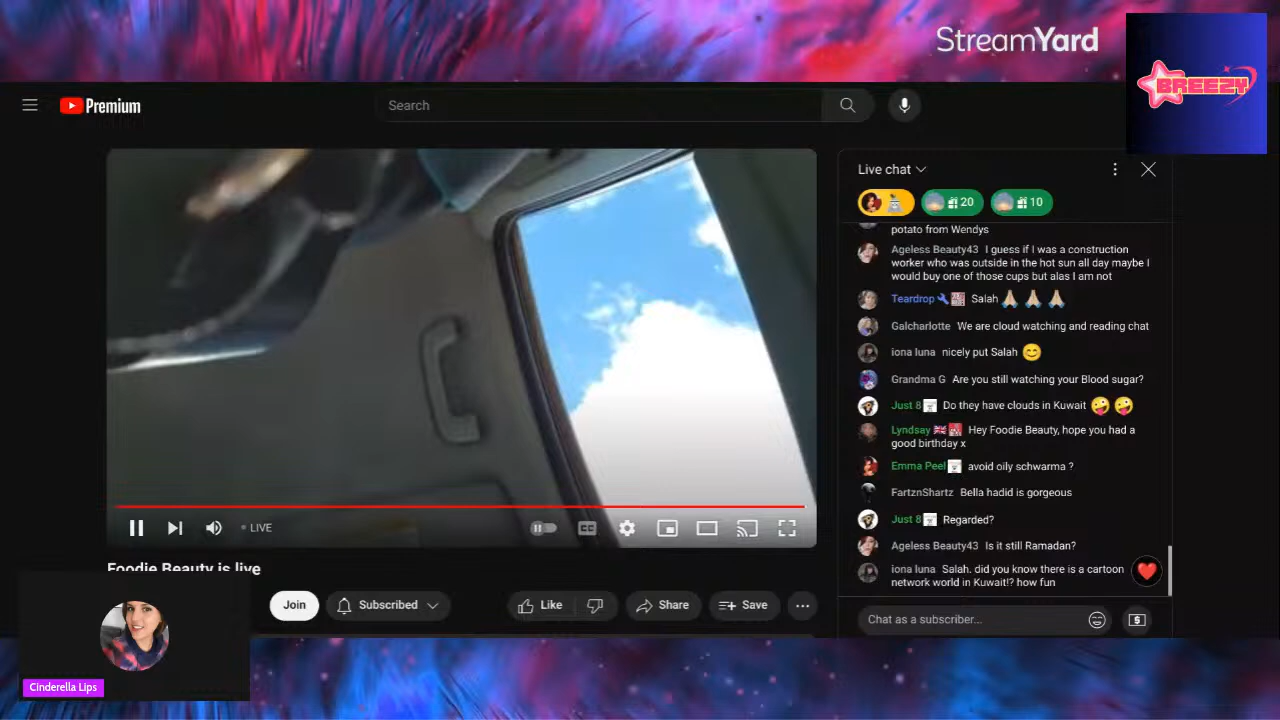 StreamYard
BREEZY
Premium
Search
Live chat
20
10
potato from Wendys
Ageless Beauty43 I guess if I was a construction
worker who was outside in the hot sun all day maybe I
would buy one of those cups but alas I am not
Teardrop Salah 🙏🏼 🙏🏼 🙏🏼
Galcharlotte We are cloud watching and reading chat
iona luna nicely put Salah 😊
Grandma G Are you still watching your Blood sugar?
Just 8 Do they have clouds in Kuwait 🤪 🤪
Lyndsay 🇬🇧 Hey Foodie Beauty, hope you had a
good birthday x
Emma Peel avoid oily schwarma ?
FartznShartz Bella hadid is gorgeous
Just 8 Regarded?
Ageless Beauty43 Is it still Ramadan?
iona luna Salah. did you know there is a cartoon
network world in Kuwait!? how fun
Chat as a subscriber...
LIVE
CC
Foodie Beauty is live
Join
Subscribed
Like
Share
Save
Cinderella Lips